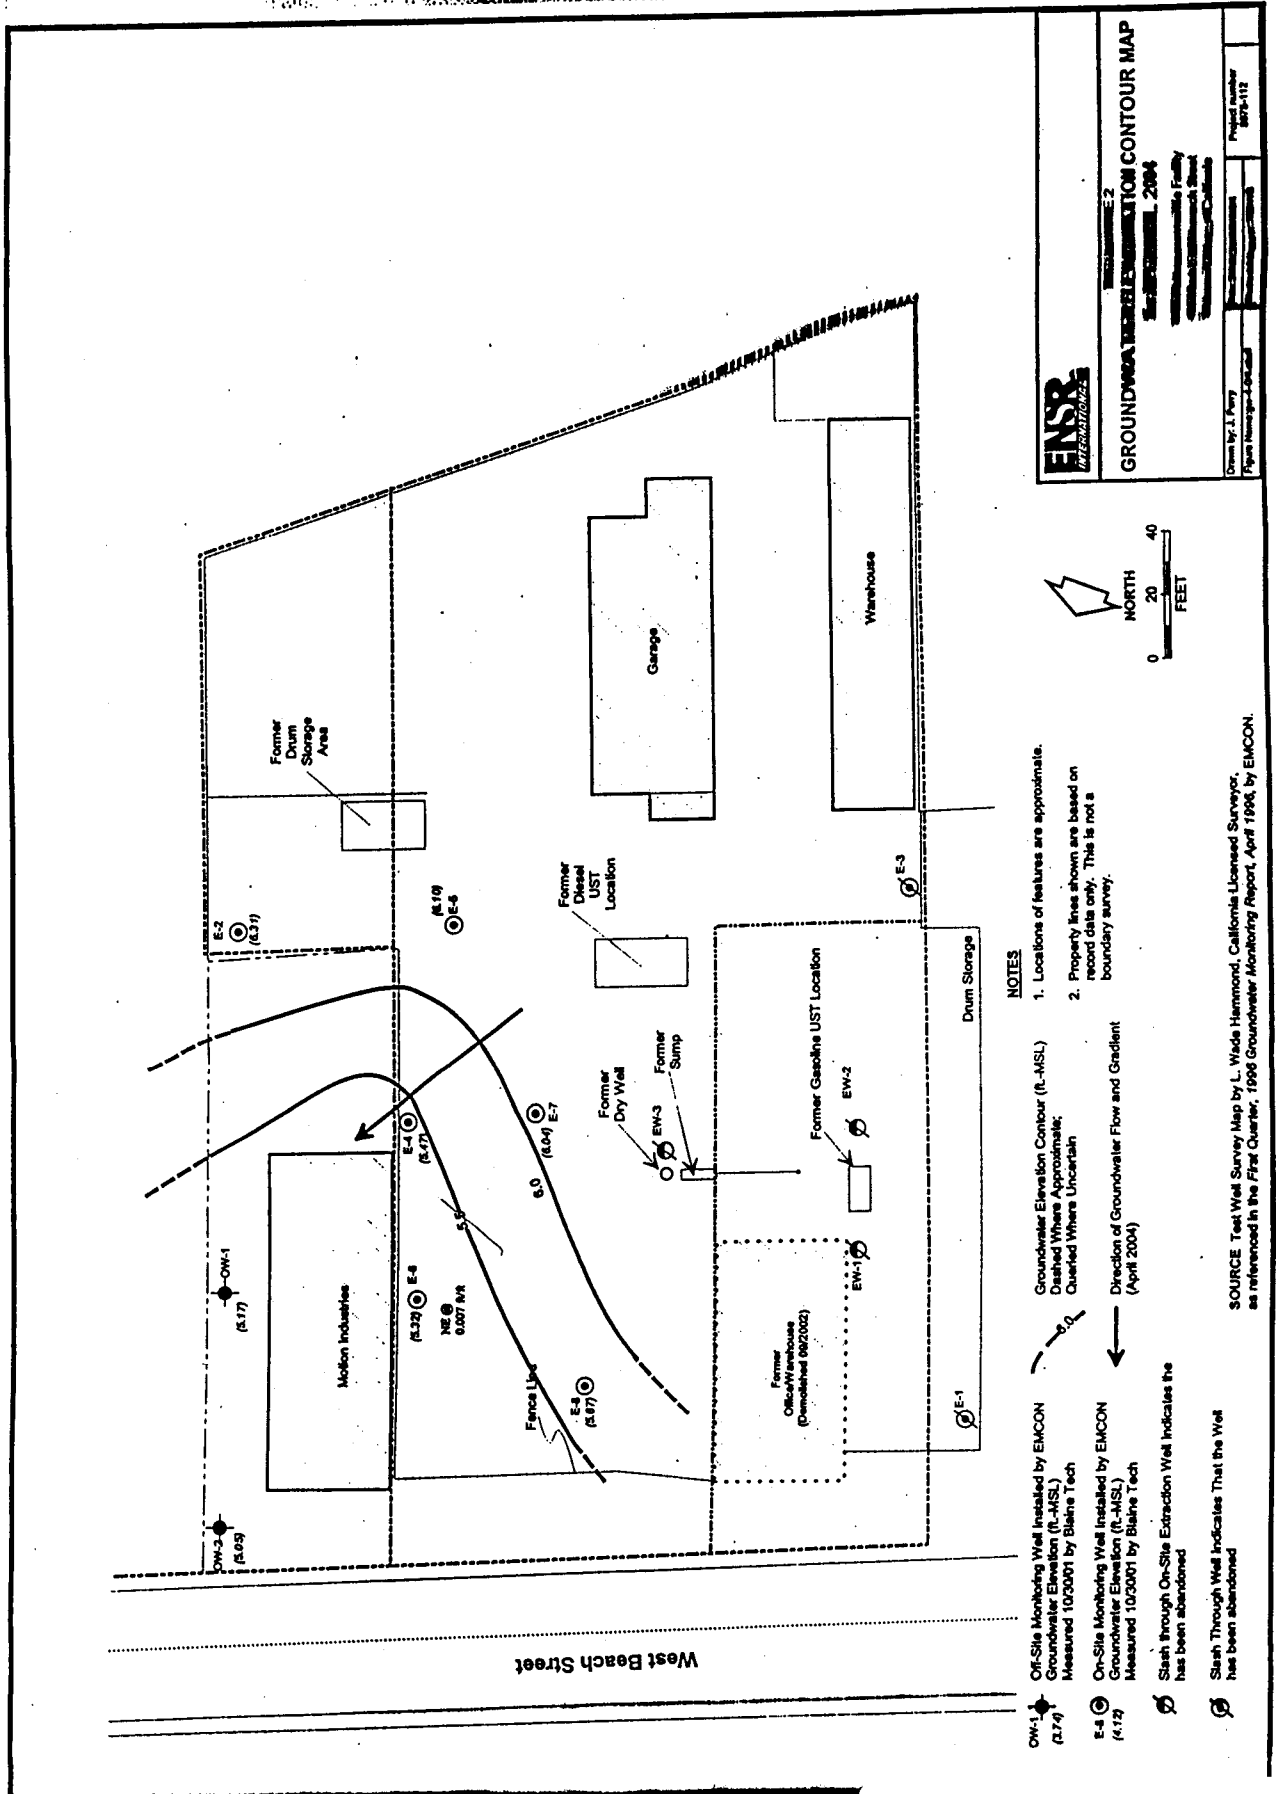 Former
Drum
Storage
Area
E-2
(6.31)
(6.10)
E-5
Former
Diesel
UST
Location
Garage
Warehouse
E-3
Drum Storage
Former
Dry Well
Former
Sump
EW-3
Former Gasoline UST Location
EW-2
EW-1
E-7
(6.04)
6.0
E-4
(5.47)
OW-1
(5.17)
Motion Industries
(5.32)
E-6
NE @
0.007 ft/ft
Fence Line
E-8
(5.67)
Former
Office/Warehouse
(Demolished 09/2002)
E-1
OW-2
(5.05)
West Beach Street
OW-1
(3.74)
Off-Site Monitoring Well Installed by EMCON
Groundwater Elevation (ft.-MSL)
Measured 10/30/01 by Blaine Tech
E-8
(4.12)
On-Site Monitoring Well Installed by EMCON
Groundwater Elevation (ft.-MSL)
Measured 10/30/01 by Blaine Tech
Slash through On-Site Extraction Well Indicates the
has been abandoned
Slash Through Well Indicates That the Well
has been abandoned
6.0
Groundwater Elevation Contour (ft.-MSL)
Dashed Where Approximate;
Queried Where Uncertain
Direction of Groundwater Flow and Gradient
(April 2004)
NOTES
1. Locations of features are approximate.
2. Property lines shown are based on
record data only. This is not a
boundary survey.
SOURCE Test Well Survey Map by L. Wade Hammond, California-Licensed Surveyor,
as referenced in the First Quarter, 1996 Groundwater Monitoring Report, April 1996, by EMCON.
NORTH
0 20 40
FEET
ENSR
INTERNATIONAL
2
GROUNDWATER ELEVATION CONTOUR MAP
2004
Facility
Street
California
Drawn by: J. Perry
Project number
8975-112
Figure Name: